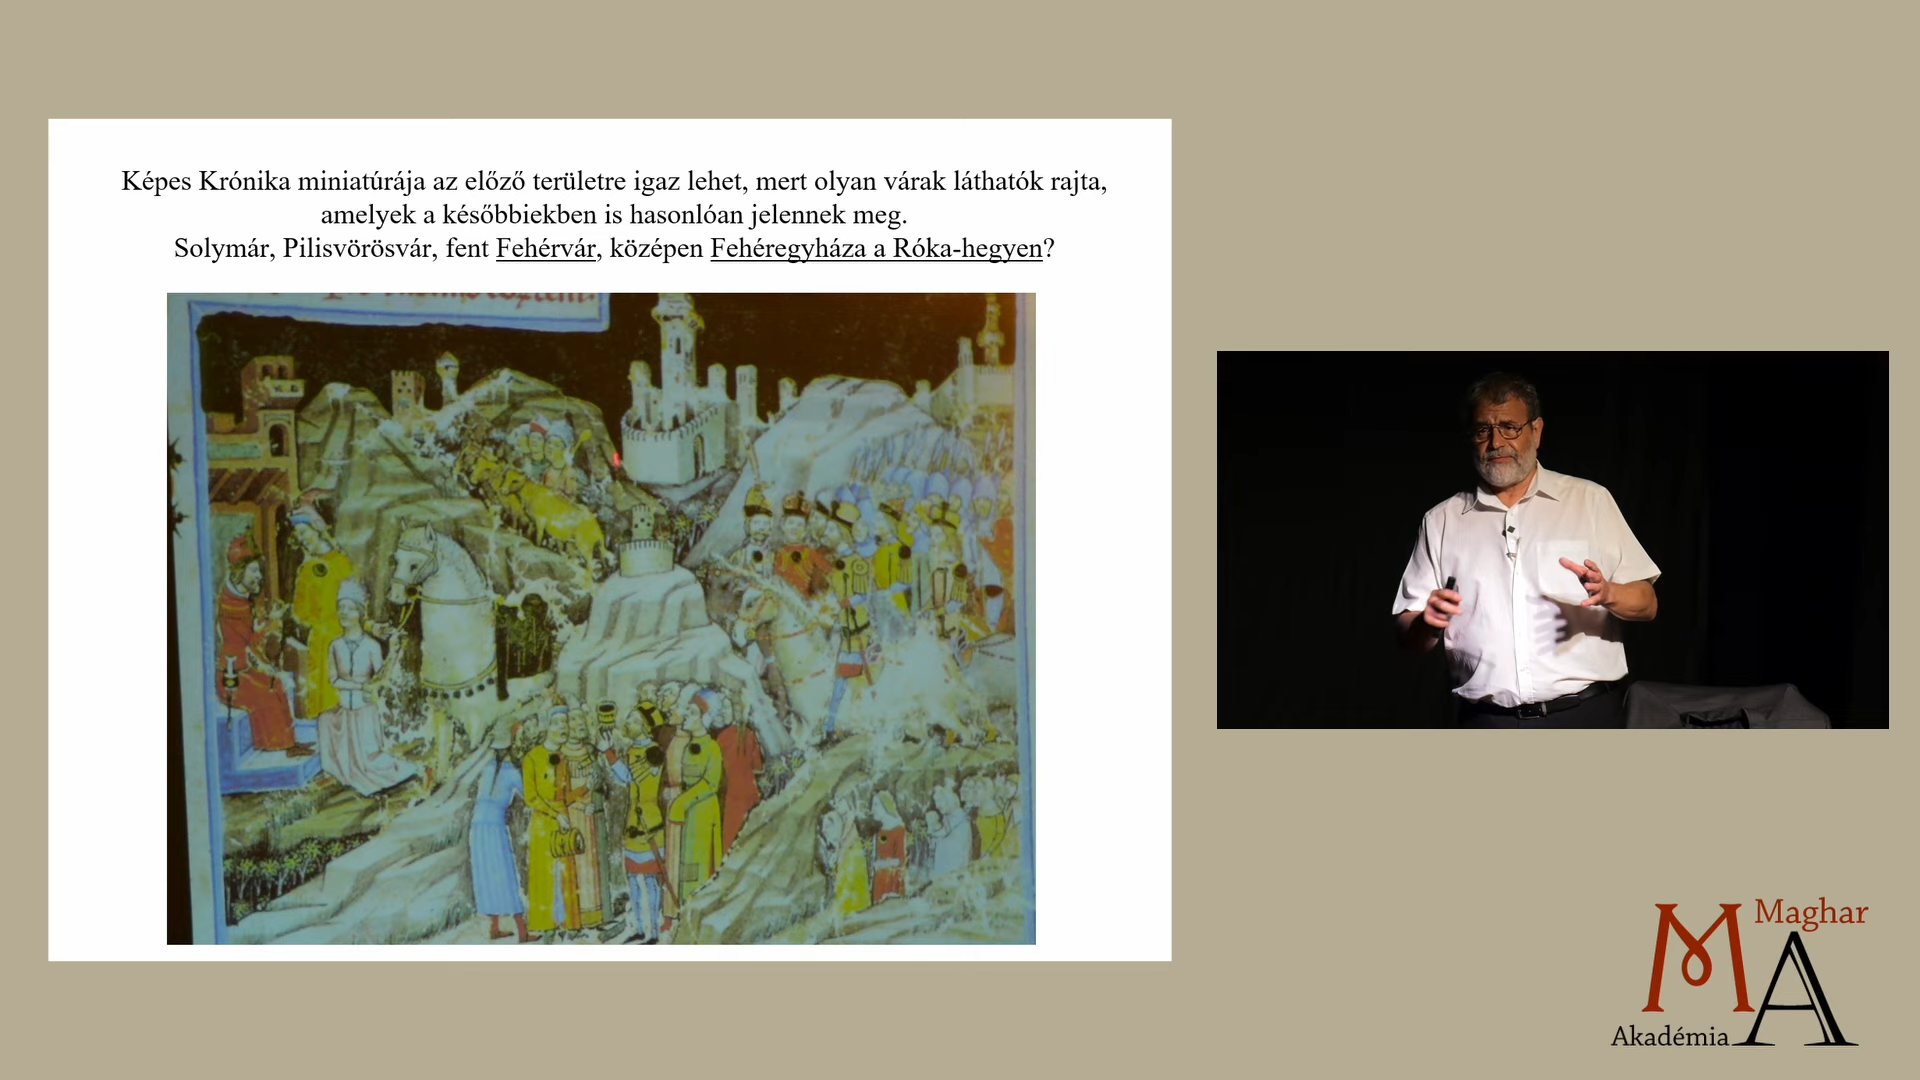 Képes Krónika miniatúrája az előző területre igaz lehet, mert olyan várak láthatók rajta,
amelyek a későbbiekben is hasonlóan jelennek meg.
Solymár, Pilisvörösvár, fent Fehérvár, középen Fehéregyháza a Róka-hegyen?
Maghar
MA
Akadémia